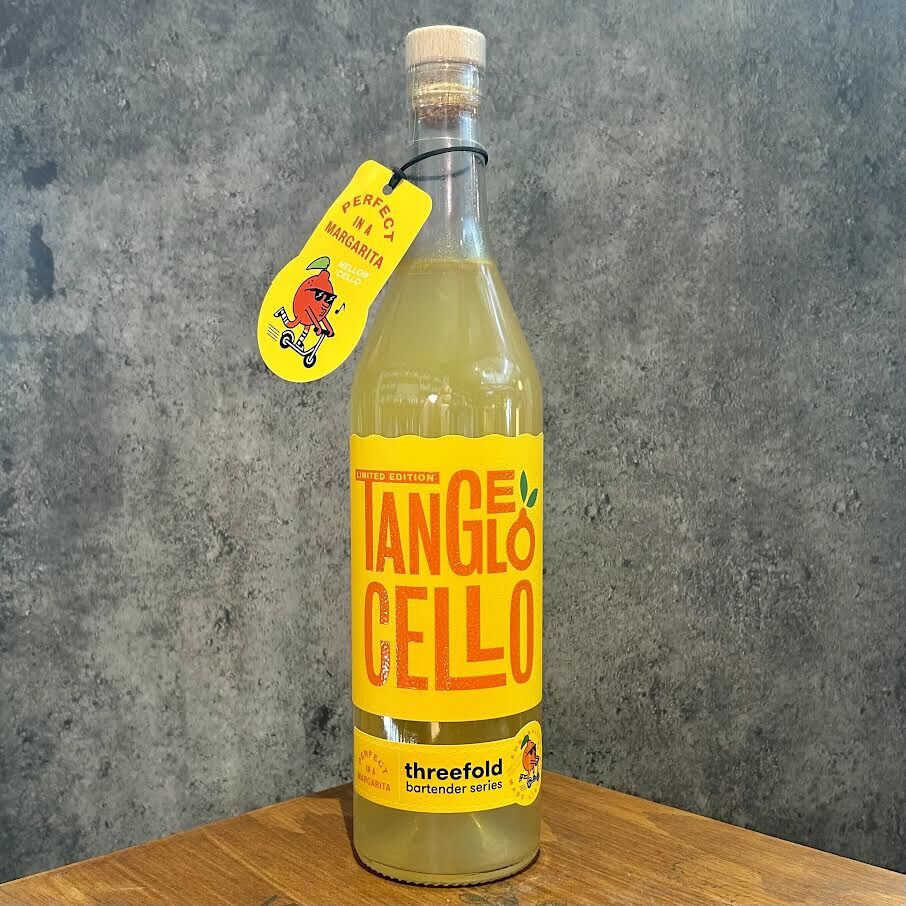 PERFECT
IN A
MARGARITA
MELLOW
CELLO
LIMITED EDITION
TANGELO
CELLO
PERFECT
IN A
MARGARITA
threefold
bartender series